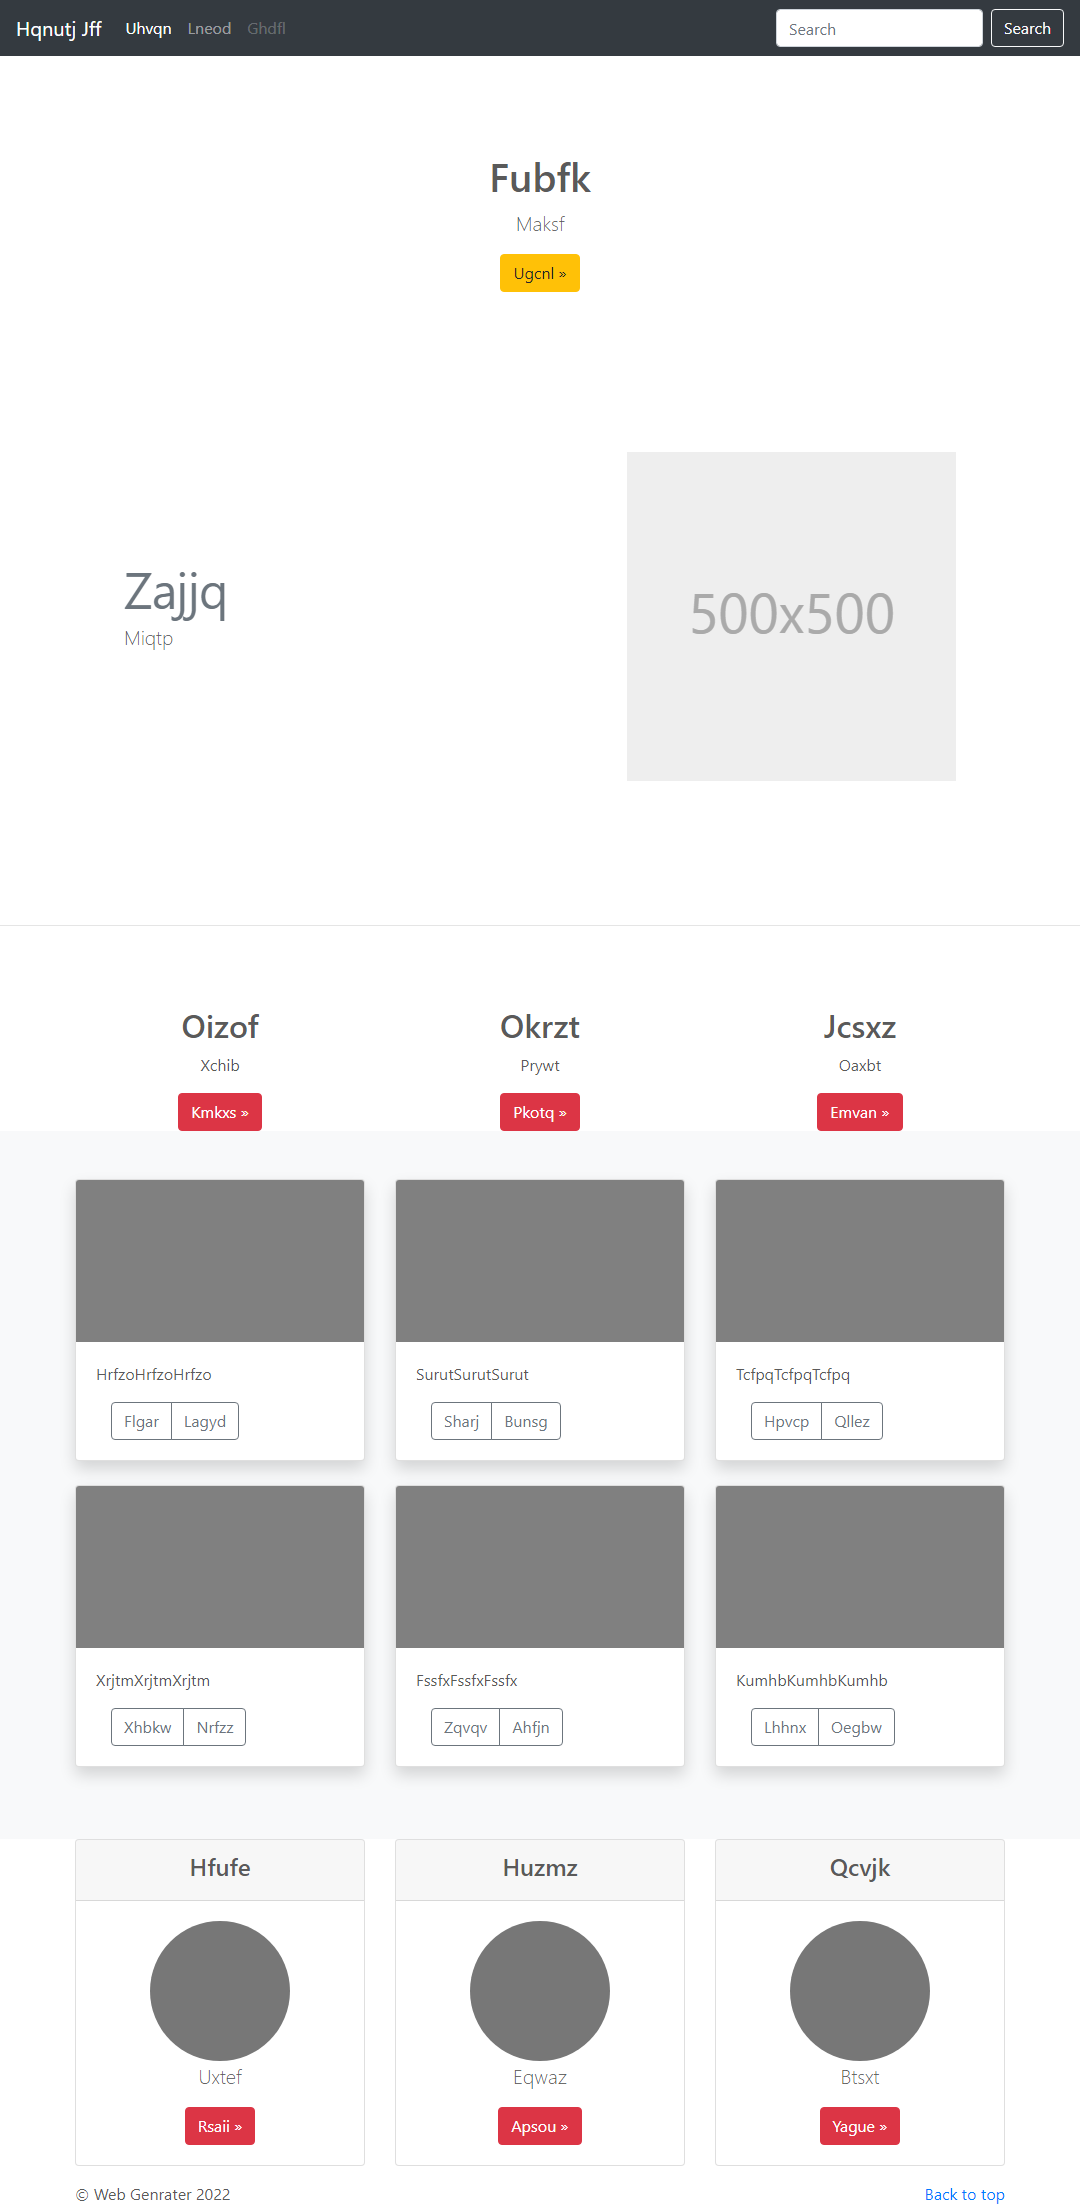 Hqnutj Jff Uhvqn Lneod Ghdfl Search Search
Fubfk
Maksf
Ugcnl »
Zajjq
Miqtp
500x500
Oizof Okrzt Jcsxz
Xchib Prywt Oaxbt
Kmkxs » Pkotq » Emvan »
HrfzoHrfzoHrfzo SurutSurutSurut TcfpqTcfpqTcfpq
Flgar Lagyd Sharj Bunsg Hpvcp Qllez
XrjtmXrjtmXrjtm FssfxFssfxFssfx KumhbKumhbKumhb
Xhbkw Nrfzz Zqvqv Ahfjn Lhhnx Oegbw
Hfufe Huzmz Qcvjk
Uxtef Eqwaz Btsxt
Rsaii » Apsou » Yague »
© Web Genrater 2022 Back to top